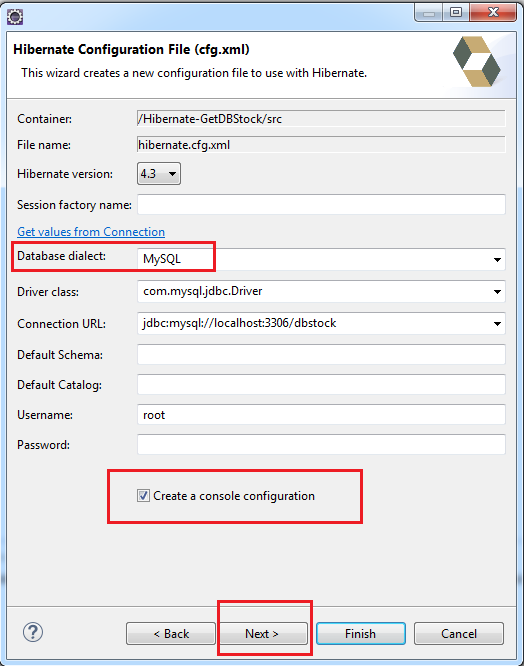 Hibernate Configuration File (cfg.xml)
This wizard creates a new configuration file to use with Hibernate.
Container: /Hibernate-GetDBStock/src
File name: hibernate.cfg.xml
Hibernate version: 4.3
Session factory name:
Get values from Connection
Database dialect: MySQL
Driver class: com.mysql.jdbc.Driver
Connection URL: jdbc:mysql://localhost:3306/dbstock
Default Schema:
Default Catalog:
Username: root
Password:
Create a console configuration
? < Back Next > Finish Cancel